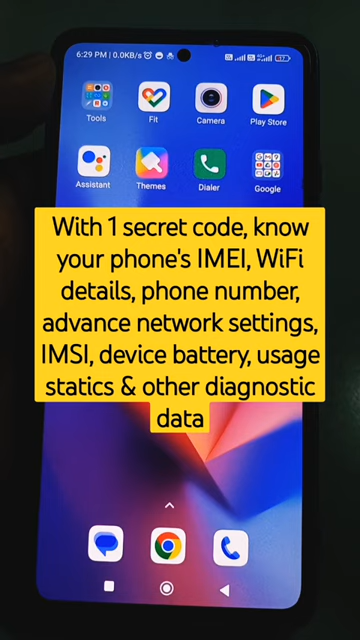 6:29 PM | 0.0KB/s
Tools
Fit
Camera
Play Store
Assistant
Themes
Dialer
Google
With 1 secret code, know
your phone's IMEI, WiFi
details, phone number,
advance network settings,
IMSI, device battery, usage
statics & other diagnostic
data